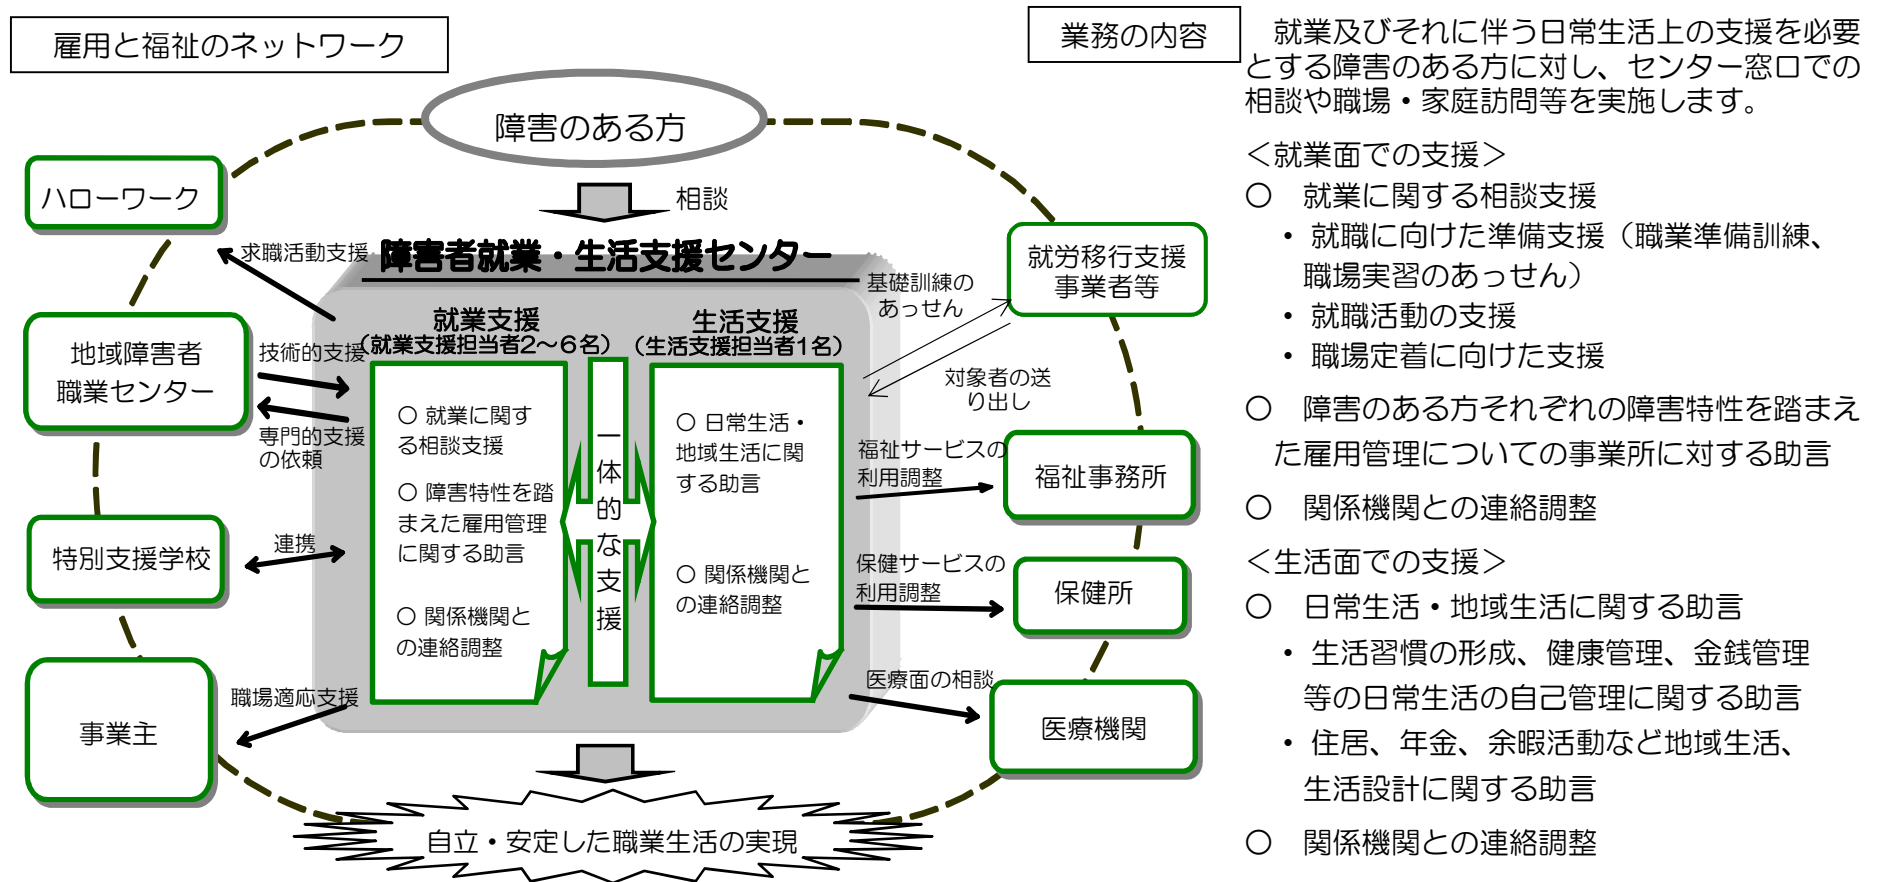 雇用と福祉のネットワーク
障害のある方
相談
ハローワーク
求職活動支援
地域障害者
職業センター
技術的支援
専門的支援
の依頼
特別支援学校
連携
事業主
職場適応支援
障害者就業・生活支援センター
就業支援
(就業支援担当者2～6名)
○ 就業に関す
る相談支援
○ 障害特性を踏
まえた雇用管理
に関する助言
○ 関係機関と
の連絡調整
一体的な支援
生活支援
(生活支援担当者1名)
○ 日常生活・
地域生活に関
する助言
○ 関係機関と
の連絡調整
基礎訓練の
あっせん
就労移行支援
事業者等
対象者の送
り出し
福祉サービスの
利用調整
福祉事務所
保健サービスの
利用調整
保健所
医療面の相談
医療機関
自立・安定した職業生活の実現
業務の内容
就業及びそれに伴う日常生活上の支援を必要
とする障害のある方に対し、センター窓口での
相談や職場・家庭訪問等を実施します。
＜就業面での支援＞
○ 就業に関する相談支援
・就職に向けた準備支援（職業準備訓練、
職場実習のあっせん）
・就職活動の支援
・職場定着に向けた支援
○ 障害のある方それぞれの障害特性を踏まえ
た雇用管理についての事業所に対する助言
○ 関係機関との連絡調整
＜生活面での支援＞
○ 日常生活・地域生活に関する助言
・生活習慣の形成、健康管理、金銭管理
等の日常生活の自己管理に関する助言
・住居、年金、余暇活動など地域生活、
生活設計に関する助言
○ 関係機関との連絡調整